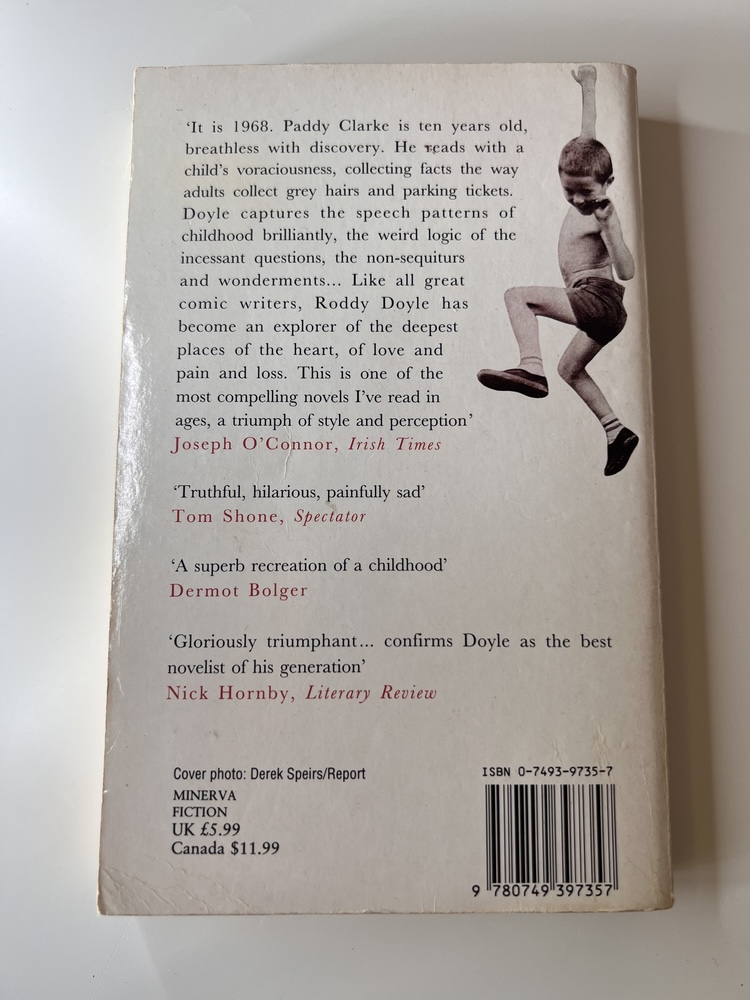 ‘It is 1968. Paddy Clarke is ten years old,
breathless with discovery. He reads with a
child’s voraciousness, collecting facts the way
adults collect grey hairs and parking tickets.
Doyle captures the speech patterns of
childhood brilliantly, the weird logic of the
incessant questions, the non-sequiturs
and wonderments... Like all great
comic writers, Roddy Doyle has
become an explorer of the deepest
places of the heart, of love and
pain and loss. This is one of the
most compelling novels I’ve read in
ages, a triumph of style and perception’
Joseph O’Connor, Irish Times
‘Truthful, hilarious, painfully sad’
Tom Shone, Spectator
‘A superb recreation of a childhood’
Dermot Bolger
‘Gloriously triumphant... confirms Doyle as the best
novelist of his generation’
Nick Hornby, Literary Review
Cover photo: Derek Speirs/Report
MINERVA
FICTION
UK £5.99
Canada $11.99
ISBN 0-7493-9735-7
9 780749 397357